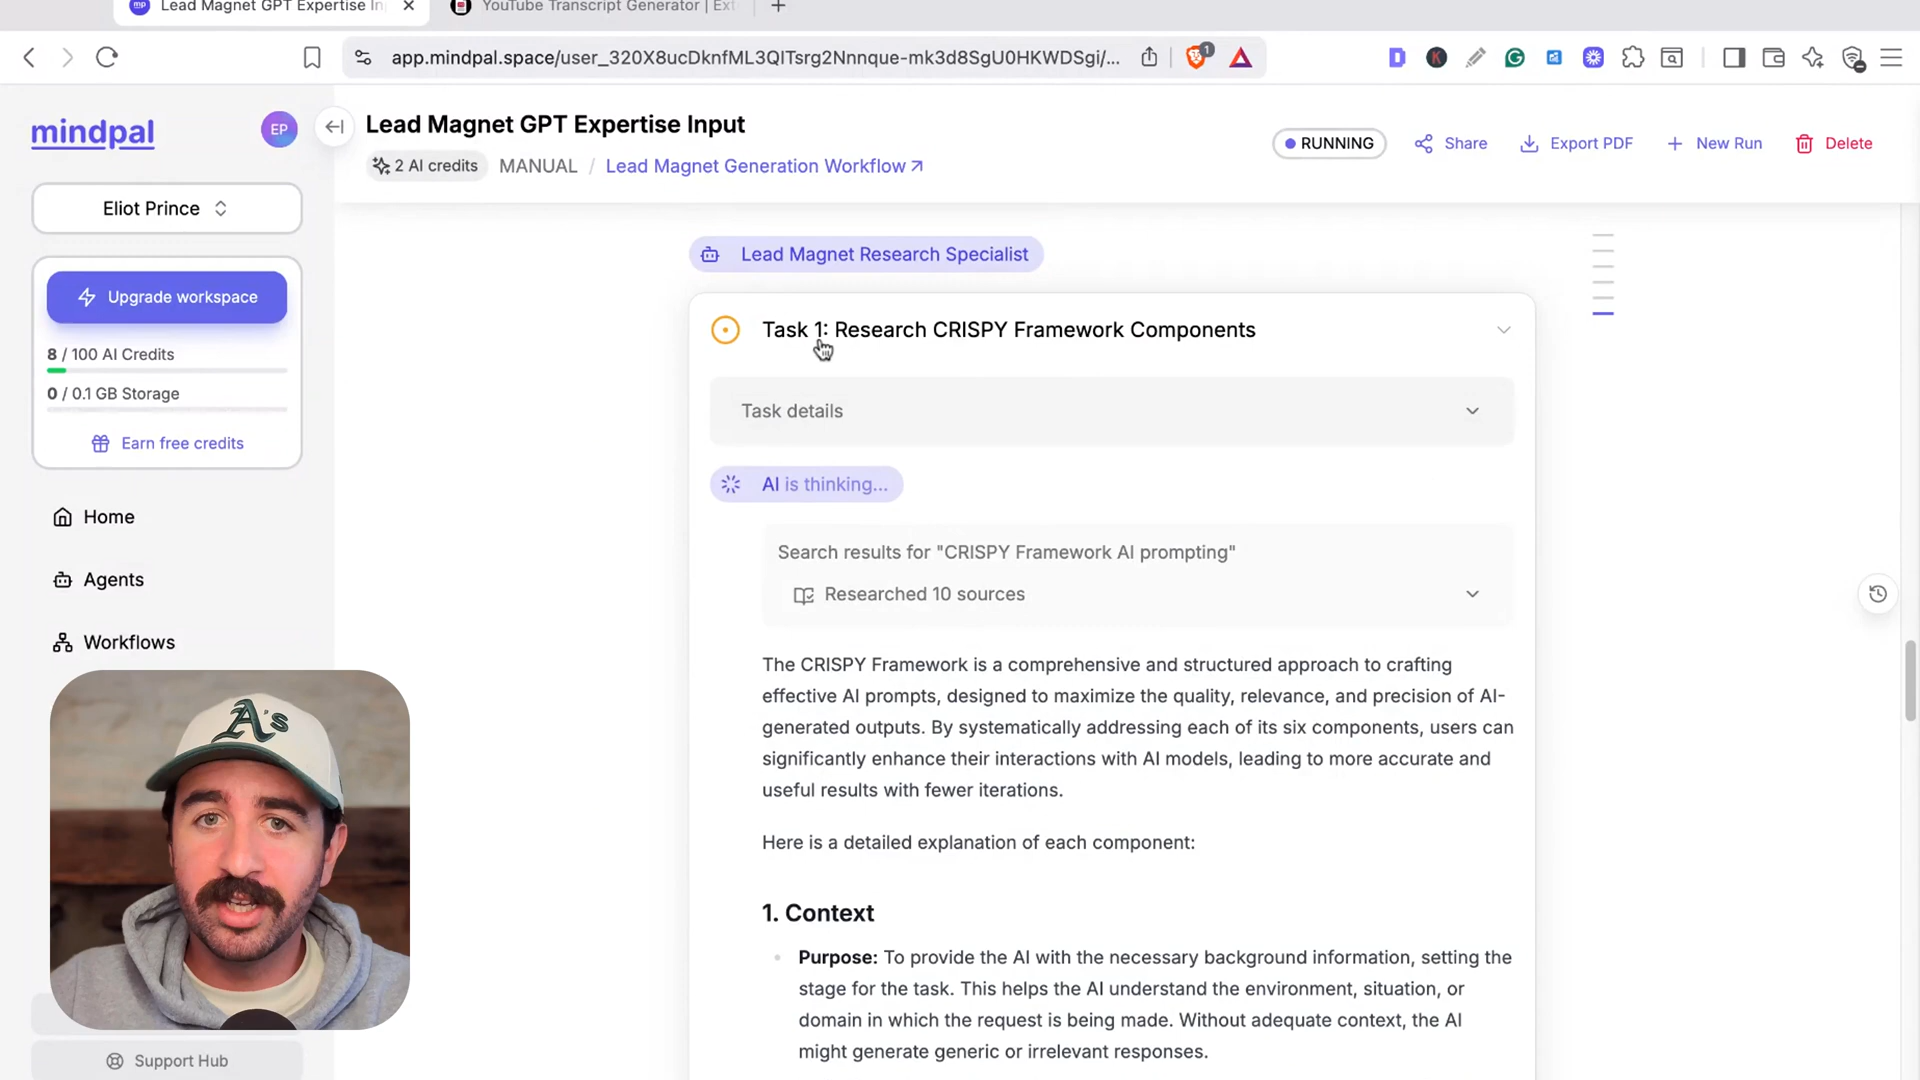 Lead Magnet GPT Expertise In
YouTube Transcript Generator | Ext
app.mindpal.space/user_320X8ucDknfML3QITsrg2Nnnque-mk3d8SgU0HKWDSgi/...
1
mindpal
EP
Lead Magnet GPT Expertise Input
2 AI credits MANUAL / Lead Magnet Generation Workflow
RUNNING Share Export PDF New Run Delete
Eliot Prince
Upgrade workspace
8 / 100 AI Credits
0 / 0.1 GB Storage
Earn free credits
Home
Agents
Workflows
Support Hub
Lead Magnet Research Specialist
Task 1: Research CRISPY Framework Components
Task details
AI is thinking...
Search results for "CRISPY Framework AI prompting"
Researched 10 sources
The CRISPY Framework is a comprehensive and structured approach to crafting
effective AI prompts, designed to maximize the quality, relevance, and precision of AI-
generated outputs. By systematically addressing each of its six components, users can
significantly enhance their interactions with AI models, leading to more accurate and
useful results with fewer iterations.
Here is a detailed explanation of each component:
1. Context
Purpose: To provide the AI with the necessary background information, setting the
stage for the task. This helps the AI understand the environment, situation, or
domain in which the request is being made. Without adequate context, the AI
might generate generic or irrelevant responses.
A's